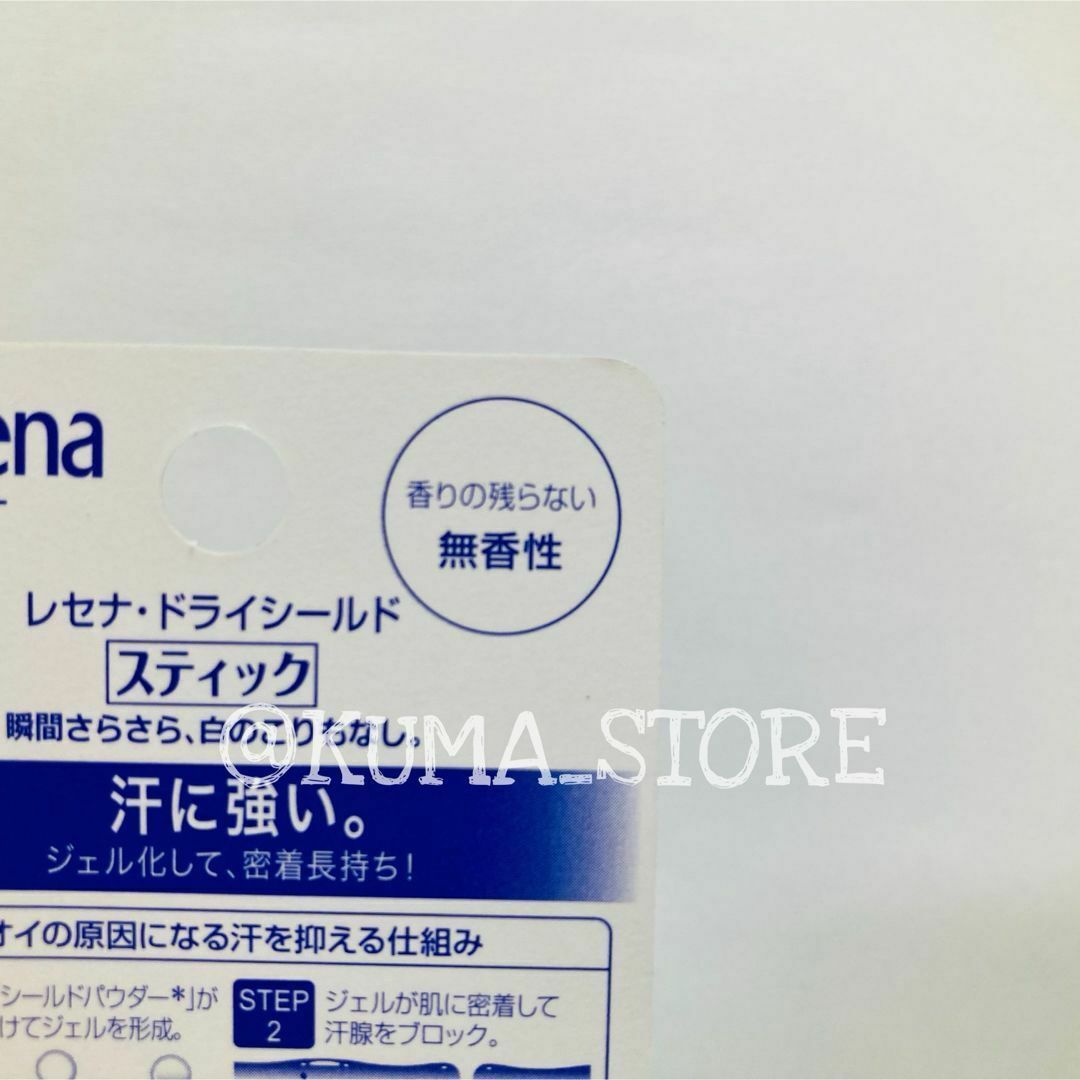 ena
香りの残らない
無香性
レセナ・ドライシールド
スティック
瞬間さらさら、白のこりもなし。
@KUMA_STORE
汗に強い。
ジェル化して、密着長持ち!
オイの原因になる汗を抑える仕組み
シールドパウダー*」が
けてジェルを形成。
STEP
2
ジェルが肌に密着して
汗腺をブロック。